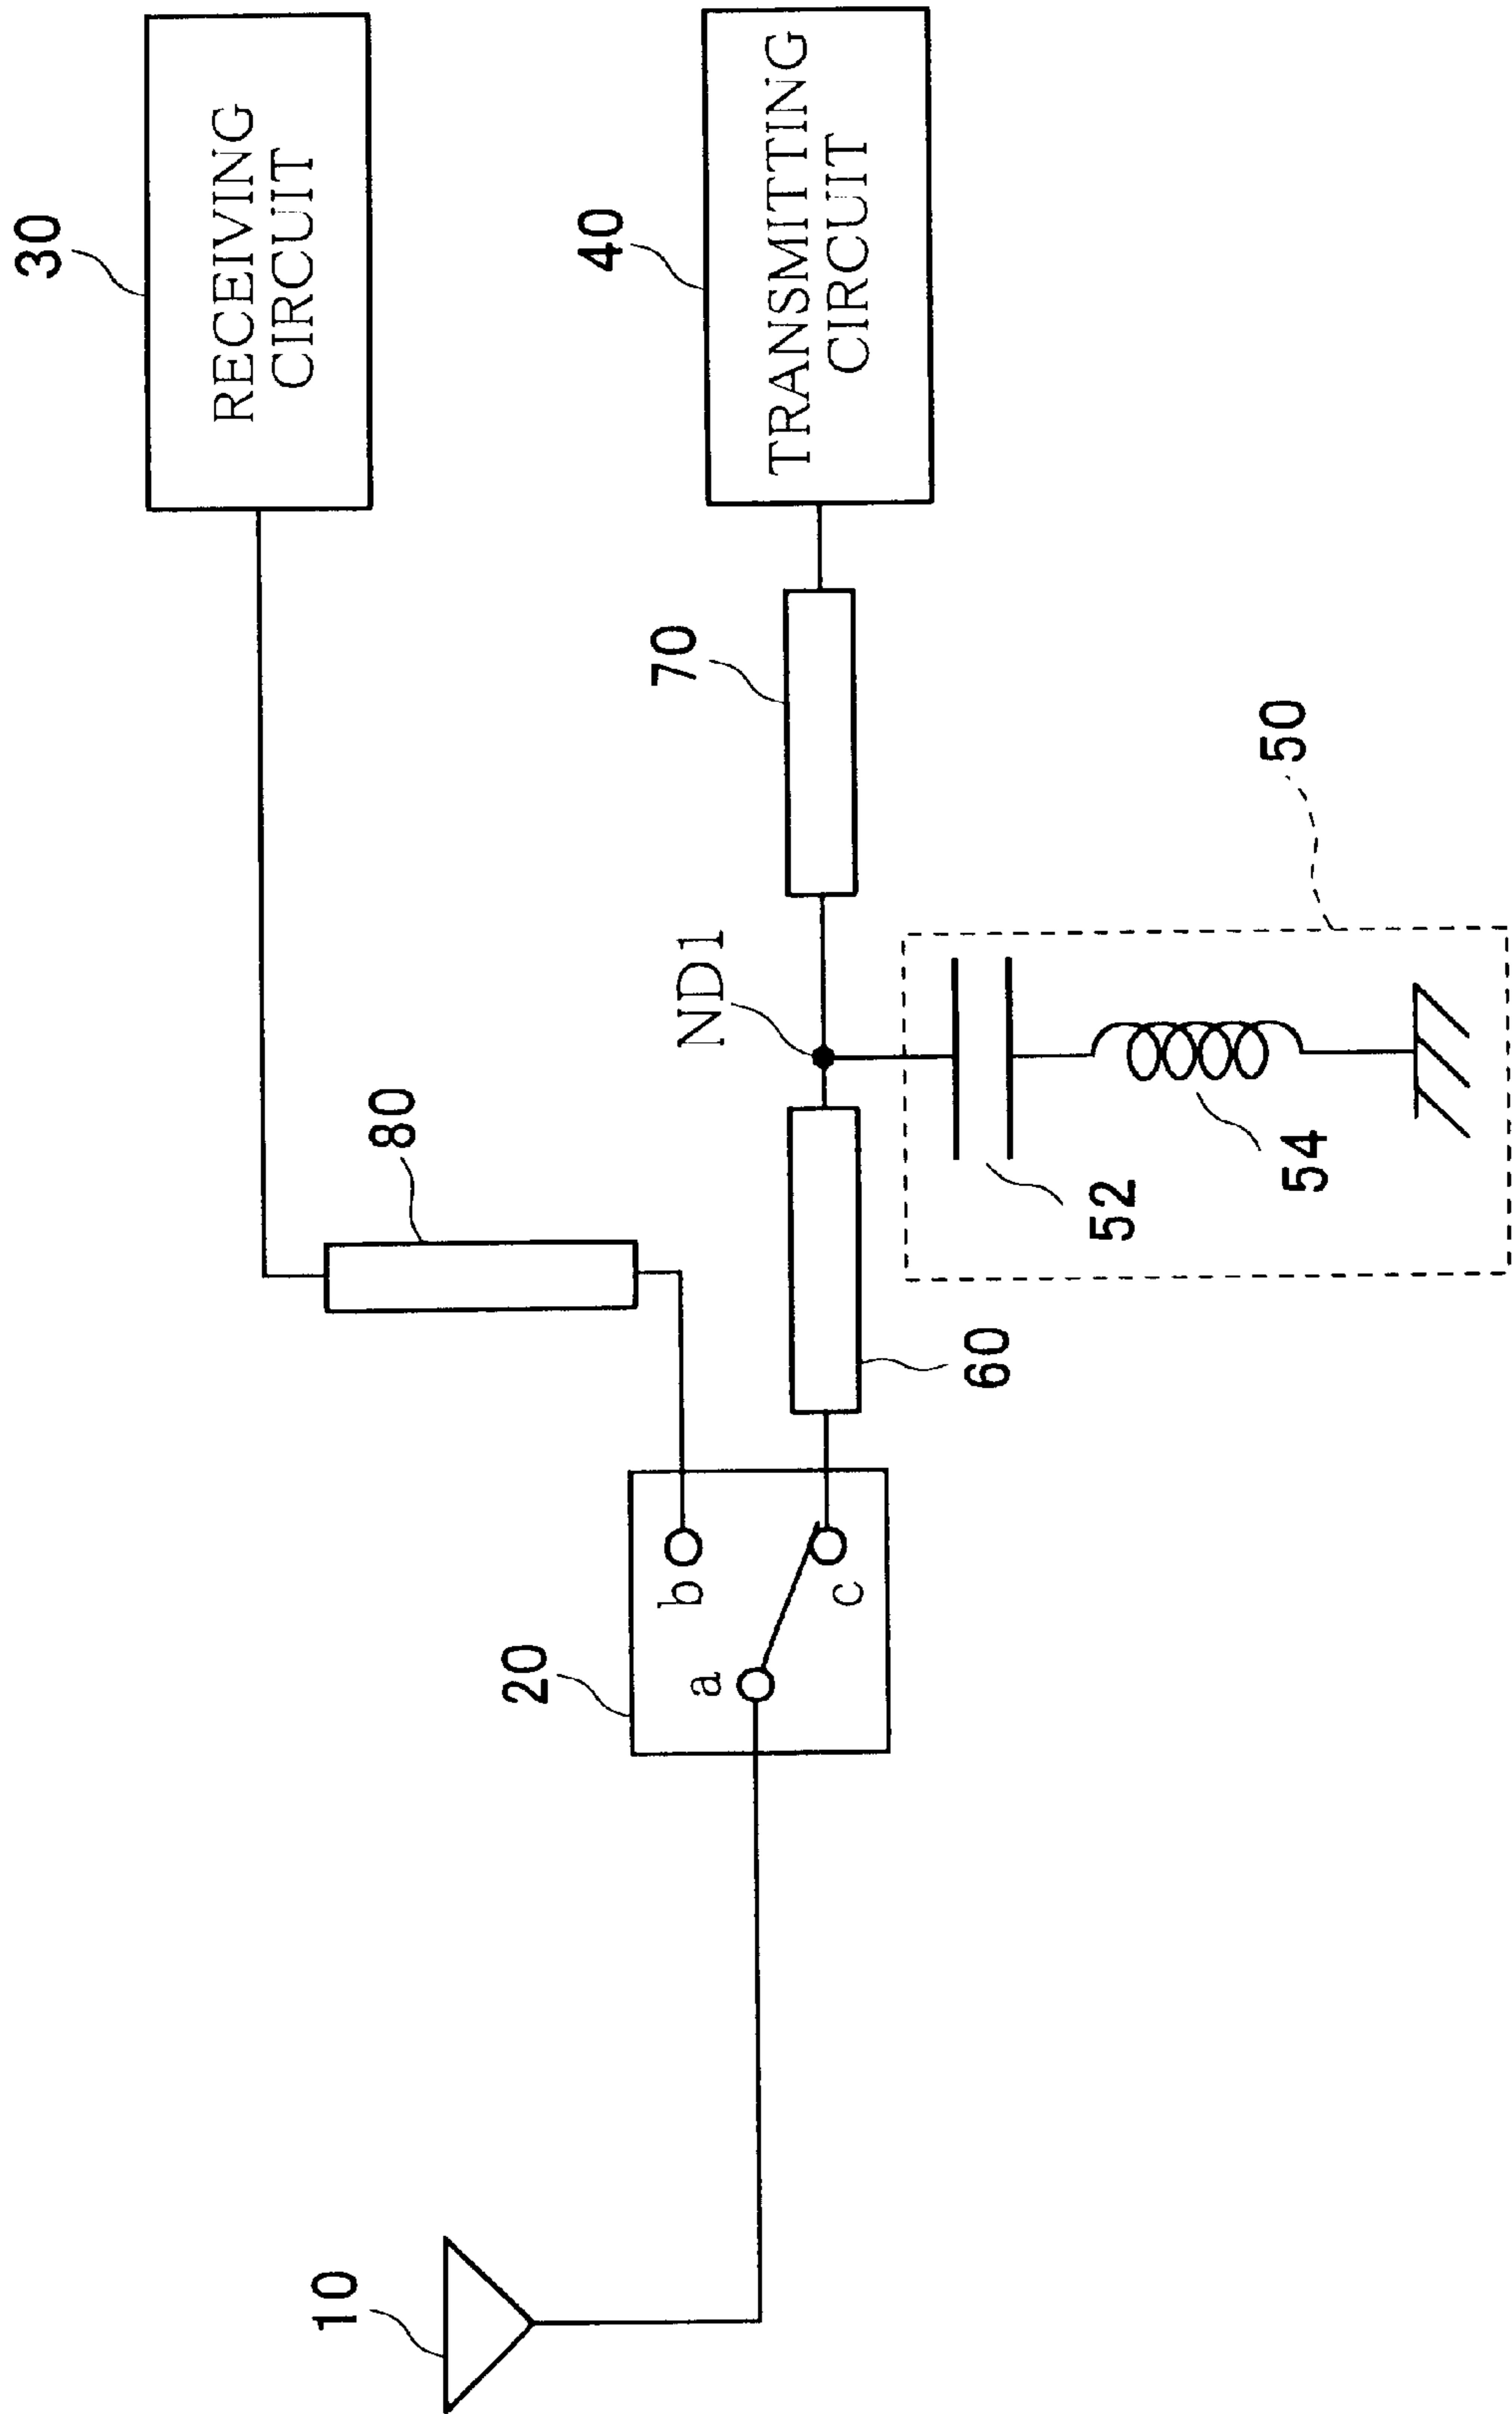 30
RECEIVING
CIRCUIT
40
TRANSMITTING
CIRCUIT
70
50
ND1
80
52
54
60
20
a
b
c
10